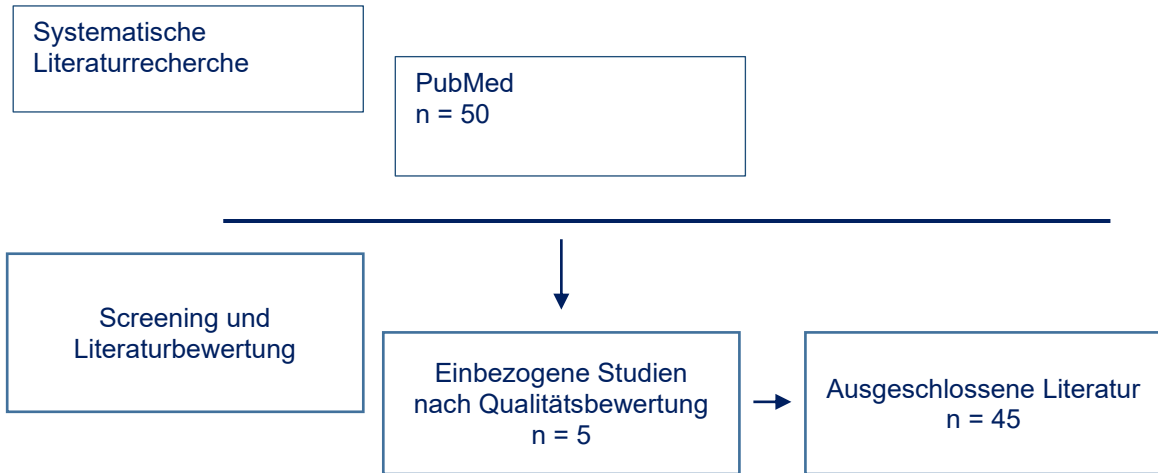 Systematische
Literaturrecherche
PubMed
n = 50
Screening und
Literaturbewertung
Einbezogene Studien
nach Qualitätsbewertung
n = 5
Ausgeschlossene Literatur
n = 45